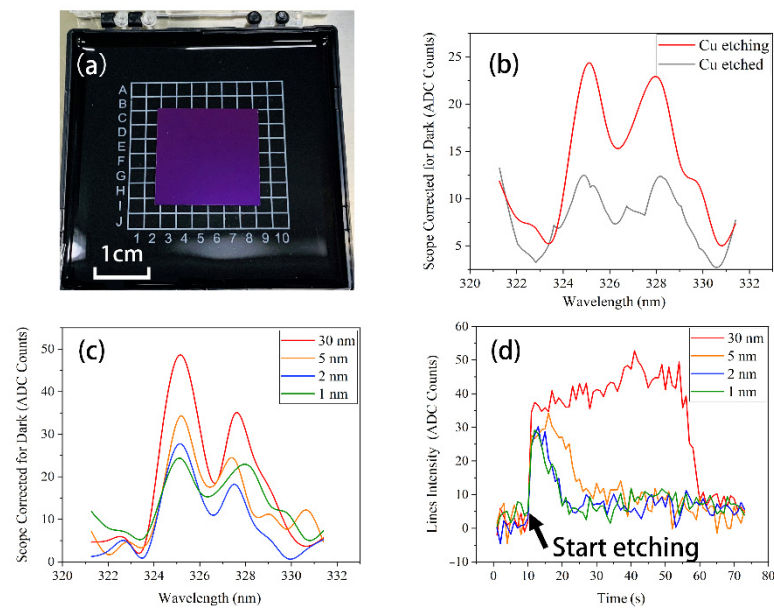 (a)
A
B
C
D
E
F
G
H
I
J
1 2 3 4 5 6 7 8 9 10
1cm
(b)
Cu etching
Cu etched
Scope Corrected for Dark (ADC Counts)
25
20
15
10
5
320 322 324 326 328 330 332
Wavelength (nm)
(c)
30 nm
5 nm
2 nm
1 nm
Scope Corrected for Dark (ADC Counts)
50
45
40
35
30
25
20
15
10
5
0
320 322 324 326 328 330 332
Wavelength (nm)
(d)
30 nm
5 nm
2 nm
1 nm
Lines Intensity (ADC Counts)
60
50
40
30
20
10
0
-10
Start etching
0 10 20 30 40 50 60 70 80
Time (s)